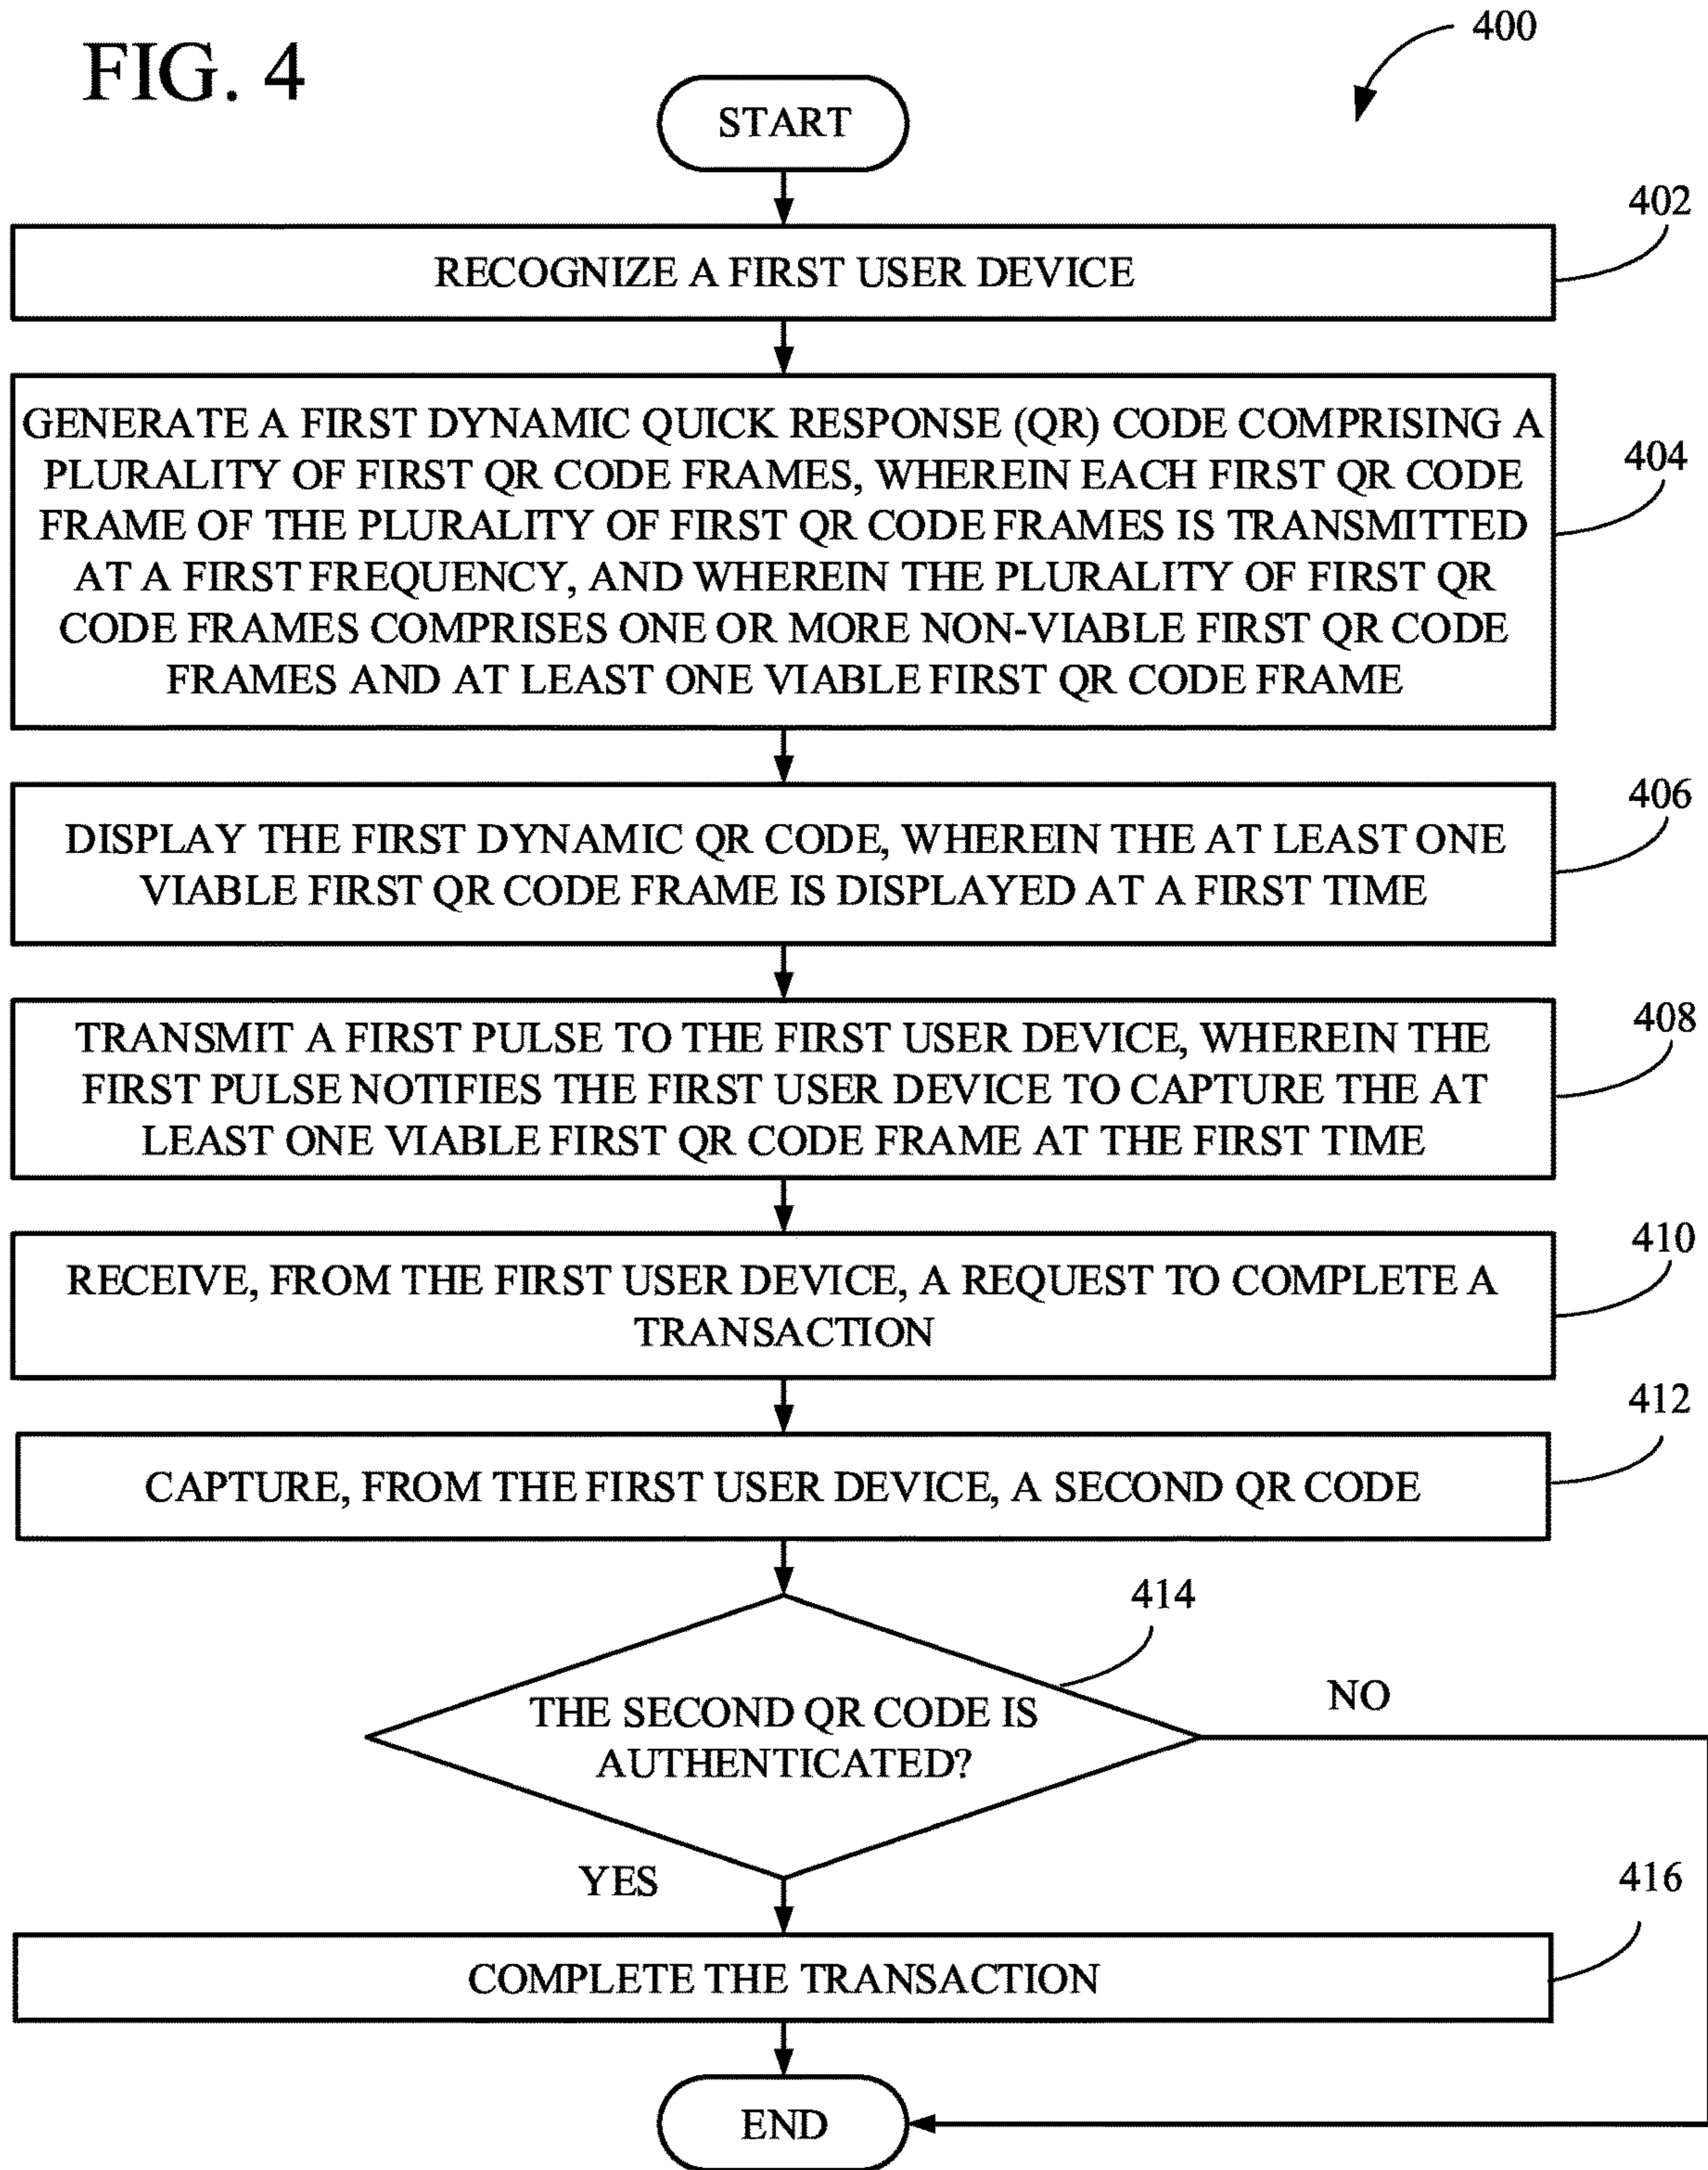 FIG. 4
400
START
402
RECOGNIZE A FIRST USER DEVICE
GENERATE A FIRST DYNAMIC QUICK RESPONSE (QR) CODE COMPRISING A
PLURALITY OF FIRST QR CODE FRAMES, WHEREIN EACH FIRST QR CODE
FRAME OF THE PLURALITY OF FIRST QR CODE FRAMES IS TRANSMITTED
AT A FIRST FREQUENCY, AND WHEREIN THE PLURALITY OF FIRST QR
CODE FRAMES COMPRISES ONE OR MORE NON-VIABLE FIRST QR CODE
FRAMES AND AT LEAST ONE VIABLE FIRST QR CODE FRAME
404
406
DISPLAY THE FIRST DYNAMIC QR CODE, WHEREIN THE AT LEAST ONE
VIABLE FIRST QR CODE FRAME IS DISPLAYED AT A FIRST TIME
408
TRANSMIT A FIRST PULSE TO THE FIRST USER DEVICE, WHEREIN THE
FIRST PULSE NOTIFIES THE FIRST USER DEVICE TO CAPTURE THE AT
LEAST ONE VIABLE FIRST QR CODE FRAME AT THE FIRST TIME
410
RECEIVE, FROM THE FIRST USER DEVICE, A REQUEST TO COMPLETE A
TRANSACTION
412
CAPTURE, FROM THE FIRST USER DEVICE, A SECOND QR CODE
414
THE SECOND QR CODE IS
AUTHENTICATED?
NO
YES
416
COMPLETE THE TRANSACTION
END